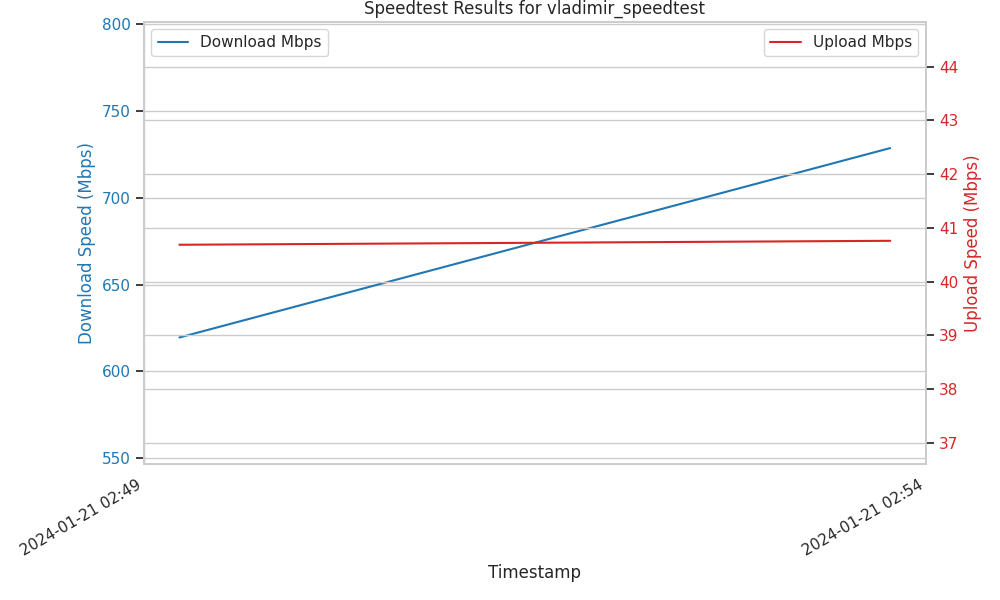 Speedtest Results for vladimir_speedtest
Download Mbps
Upload Mbps
800
750
700
650
600
550
Download Speed (Mbps)
44
43
42
41
40
39
38
37
Upload Speed (Mbps)
2024-01-21 02:49
2024-01-21 02:54
Timestamp